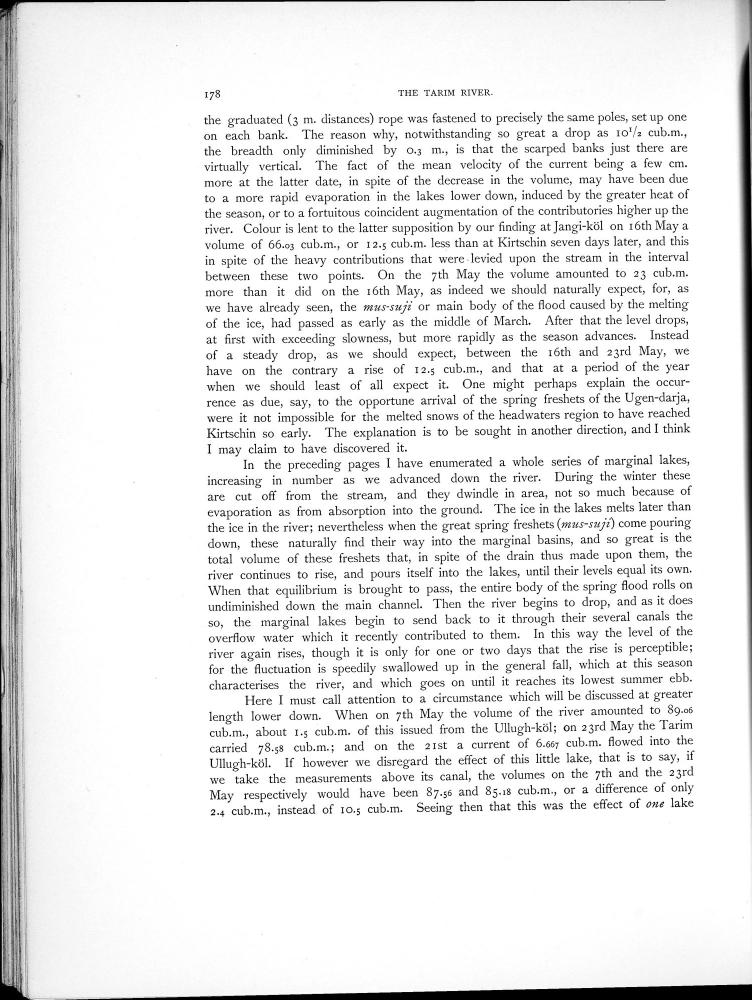 178
THE TARIM RIVER.
the graduated (3 m. distances) rope was fastened to precisely the same poles, set up one
on each bank. The reason why, notwithstanding so great a drop as 10¹/₂ cub.m.,
the breadth only diminished by 0.3 m., is that the scarped banks just there are
virtually vertical. The fact of the mean velocity of the current being a few cm.
more at the latter date, in spite of the decrease in the volume, may have been due
to a more rapid evaporation in the lakes lower down, induced by the greater heat of
the season, or to a fortuitous coincident augmentation of the contributories higher up the
river. Colour is lent to the latter supposition by our finding at Jangi-köl on 16th May a
volume of 66.03 cub.m., or 12.5 cub.m. less than at Kirtschin seven days later, and this
in spite of the heavy contributions that were levied upon the stream in the interval
between these two points. On the 7th May the volume amounted to 23 cub.m.
more than it did on the 16th May, as indeed we should naturally expect, for, as
we have already seen, the mus-suji or main body of the flood caused by the melting
of the ice, had passed as early as the middle of March. After that the level drops,
at first with exceeding slowness, but more rapidly as the season advances. Instead
of a steady drop, as we should expect, between the 16th and 23rd May, we
have on the contrary a rise of 12.5 cub.m., and that at a period of the year
when we should least of all expect it. One might perhaps explain the occur-
rence as due, say, to the opportune arrival of the spring freshets of the Ugen-darja,
were it not impossible for the melted snows of the headwaters region to have reached
Kirtschin so early. The explanation is to be sought in another direction, and I think
I may claim to have discovered it.
In the preceding pages I have enumerated a whole series of marginal lakes,
increasing in number as we advanced down the river. During the winter these
are cut off from the stream, and they dwindle in area, not so much because of
evaporation as from absorption into the ground. The ice in the lakes melts later than
the ice in the river; nevertheless when the great spring freshets (mus-suji) come pouring
down, these naturally find their way into the marginal basins, and so great is the
total volume of these freshets that, in spite of the drain thus made upon them, the
river continues to rise, and pours itself into the lakes, until their levels equal its own.
When that equilibrium is brought to pass, the entire body of the spring flood rolls on
undiminished down the main channel. Then the river begins to drop, and as it does
so, the marginal lakes begin to send back to it through their several canals the
overflow water which it recently contributed to them. In this way the level of the
river again rises, though it is only for one or two days that the rise is perceptible;
for the fluctuation is speedily swallowed up in the general fall, which at this season
characterises the river, and which goes on until it reaches its lowest summer ebb.
Here I must call attention to a circumstance which will be discussed at greater
length lower down. When on 7th May the volume of the river amounted to 89.06
cub.m., about 1.5 cub.m. of this issued from the Ullugh-köl; on 23rd May the Tarim
carried 78.58 cub.m.; and on the 21st a current of 6.667 cub.m. flowed into the
Ullugh-köl. If however we disregard the effect of this little lake, that is to say, if
we take the measurements above its canal, the volumes on the 7th and the 23rd
May respectively would have been 87.56 and 85.18 cub.m., or a difference of only
2.4 cub.m., instead of 10.5 cub.m. Seeing then that this was the effect of one lake